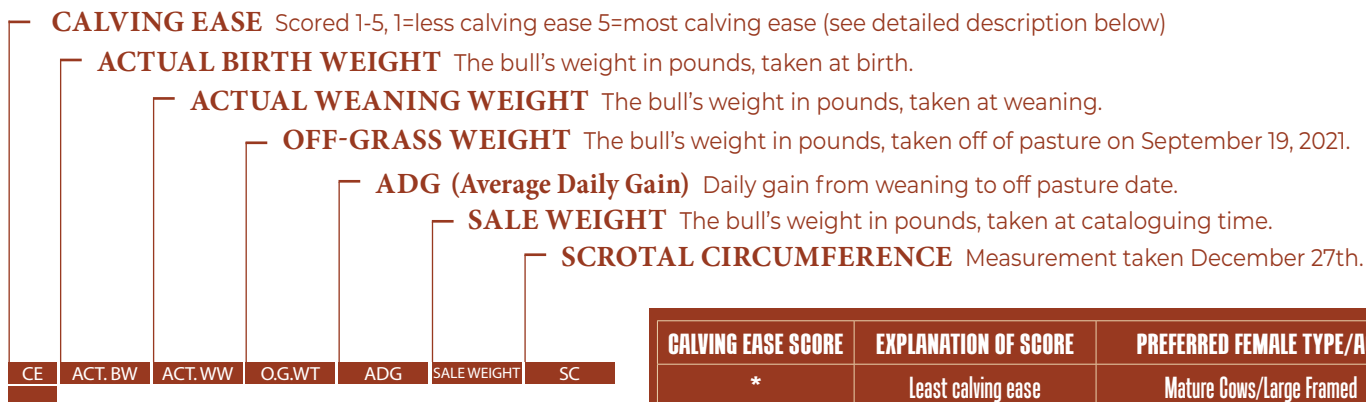 CALVING EASE Scored 1-5, 1=less calving ease 5=most calving ease (see detailed description below)
ACTUAL BIRTH WEIGHT The bull's weight in pounds, taken at birth.
ACTUAL WEANING WEIGHT The bull's weight in pounds, taken at weaning.
OFF-GRASS WEIGHT The bull's weight in pounds, taken off of pasture on September 19, 2021.
ADG (Average Daily Gain) Daily gain from weaning to off pasture date.
SALE WEIGHT The bull's weight in pounds, taken at cataloguing time.
SCROTAL CIRCUMFERENCE Measurement taken December 27th.
CE ACT. BW ACT. WW O.G.WT ADG SALE WEIGHT SC
CALVING EASE SCORE EXPLANATION OF SCORE PREFERRED FEMALE TYPE/A
* Least calving ease Mature Cows/Large Framed